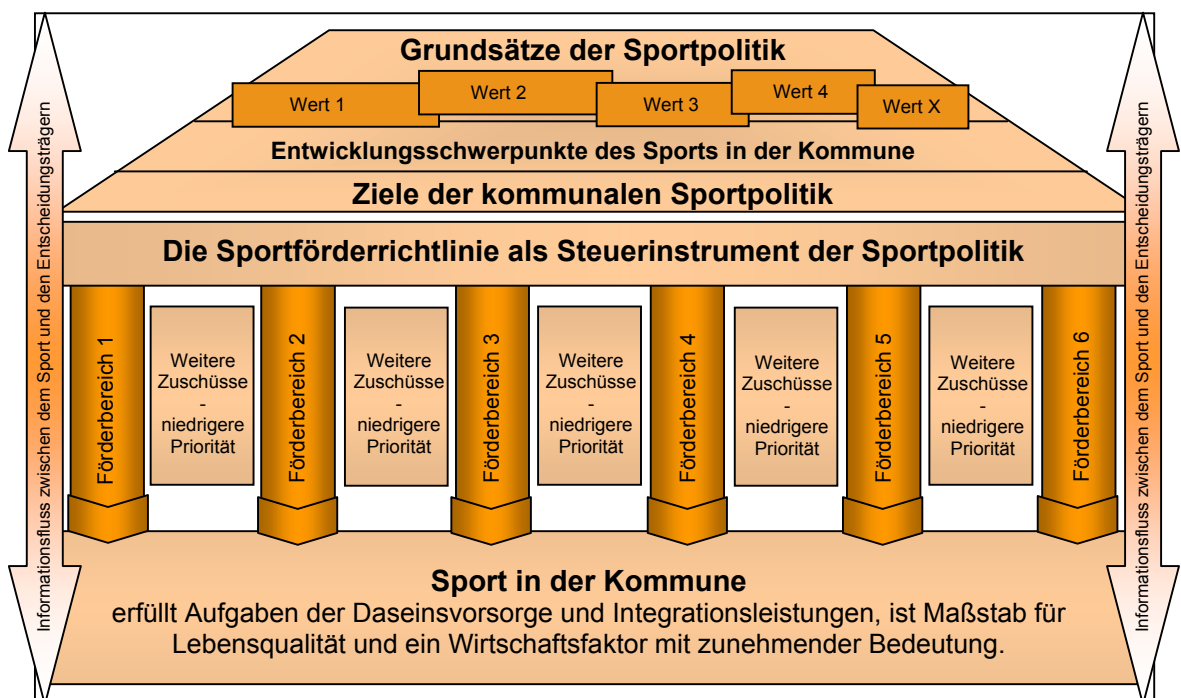 Grundsätze der Sportpolitik
Wert 1
Wert 2
Wert 3
Wert 4
Wert X
Entwicklungsschwerpunkte des Sports in der Kommune
Ziele der kommunalen Sportpolitik
Die Sportförderrichtlinie als Steuerinstrument der Sportpolitik
Informationsfluss zwischen dem Sport und den Entscheidungsträgern
Förderbereich 1
Weitere
Zuschüsse
-
niedrigere
Priorität
Förderbereich 2
Weitere
Zuschüsse
-
niedrigere
Priorität
Förderbereich 3
Weitere
Zuschüsse
-
niedrigere
Priorität
Förderbereich 4
Weitere
Zuschüsse
-
niedrigere
Priorität
Förderbereich 5
Weitere
Zuschüsse
-
niedrigere
Priorität
Förderbereich 6
Informationsfluss zwischen dem Sport und den Entscheidungsträgern
Sport in der Kommune
erfüllt Aufgaben der Daseinsvorsorge und Integrationsleistungen, ist Maßstab für
Lebensqualität und ein Wirtschaftsfaktor mit zunehmender Bedeutung.